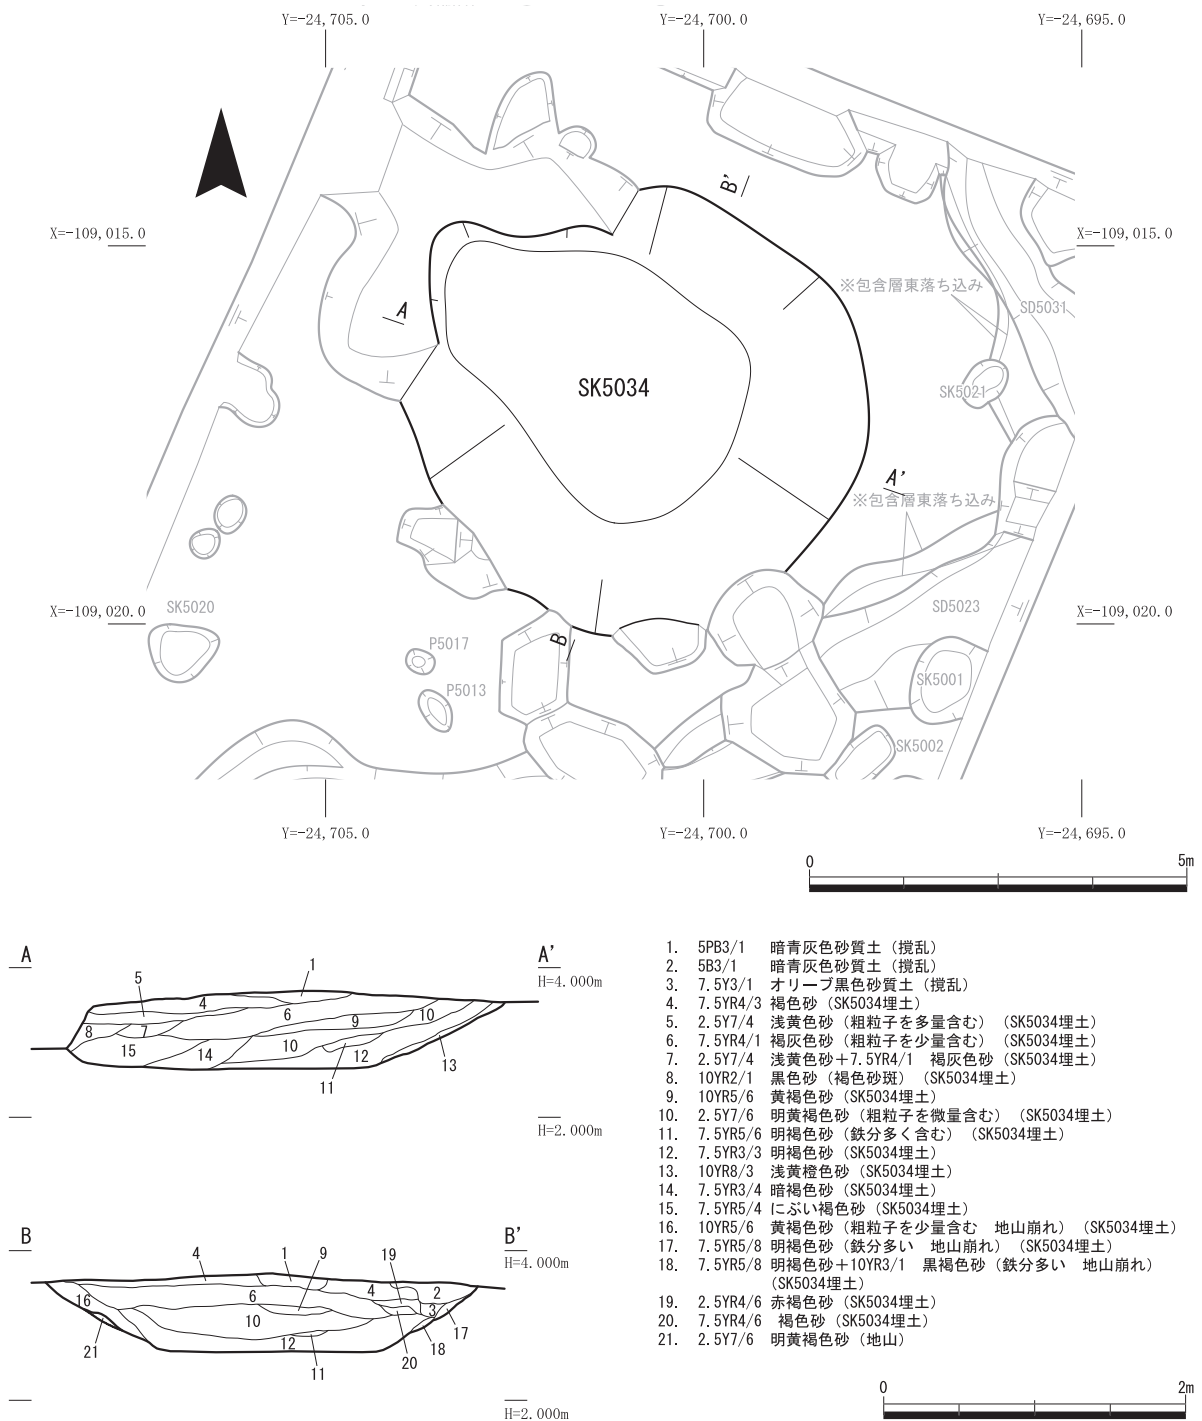 Y=-24,705.0
Y=-24,700.0
Y=-24,695.0
B'
X=-109,015.0
X=-109,015.0
※包含層東落ち込み
SD5031
A
SK5034
SK5021
A'
※包含層東落ち込み
X=-109,020.0
SK5020
SD5023
X=-109,020.0
B
P5017
SK5001
P5013
SK5002
Y=-24,705.0
Y=-24,700.0
Y=-24,695.0
0
5m
A
A'
H=4.000m
1
5
4
6
9
10
8
7
15
14
10
12
13
11
H=2.000m
B
B'
H=4.000m
4
1
9
19
6
4
2
16
3
10
17
12
21
11
20
18
H=2.000m
1. 5PB3/1 暗青灰色砂質土（撹乱）
2. 5B3/1 暗青灰色砂質土（撹乱）
3. 7.5Y3/1 オリーブ黒色砂質土（撹乱）
4. 7.5YR4/3 褐色砂（SK5034埋土）
5. 2.5Y7/4 浅黄色砂（粗粒子を多量含む）（SK5034埋土）
6. 7.5YR4/1 褐灰色砂（粗粒子を少量含む）（SK5034埋土）
7. 2.5Y7/4 浅黄色砂＋7.5YR4/1 褐灰色砂（SK5034埋土）
8. 10YR2/1 黒色砂（褐色砂斑）（SK5034埋土）
9. 10YR5/6 黄褐色砂（SK5034埋土）
10. 2.5Y7/6 明黄褐色砂（粗粒子を微量含む）（SK5034埋土）
11. 7.5YR5/6 明褐色砂（鉄分多く含む）（SK5034埋土）
12. 7.5YR3/3 明褐色砂（SK5034埋土）
13. 10YR8/3 浅黄橙色砂（SK5034埋土）
14. 7.5YR3/4 暗褐色砂（SK5034埋土）
15. 7.5YR5/4 にぶい褐色砂（SK5034埋土）
16. 10YR5/6 黄褐色砂（粗粒子を少量含む　地山崩れ）（SK5034埋土）
17. 7.5YR5/8 明褐色砂（鉄分多い　地山崩れ）（SK5034埋土）
18. 7.5YR5/8 明褐色砂＋10YR3/1 黒褐色砂（鉄分多い　地山崩れ）
（SK5034埋土）
19. 2.5YR4/6 赤褐色砂（SK5034埋土）
20. 7.5YR4/6 褐色砂（SK5034埋土）
21. 2.5Y7/6 明黄褐色砂（地山）
0
2m